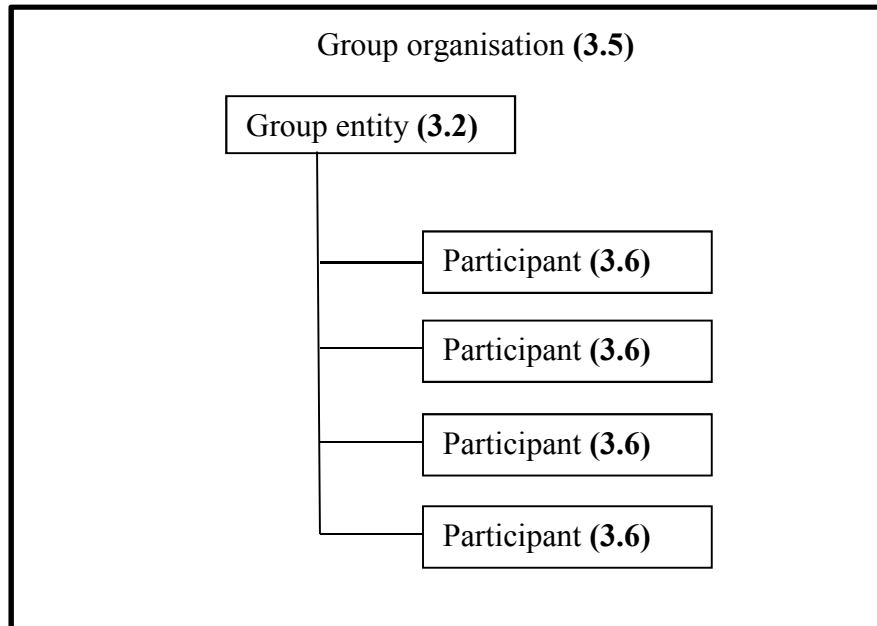 Group organisation (3.5)
Group entity (3.2)
Participant (3.6)
Participant (3.6)
Participant (3.6)
Participant (3.6)